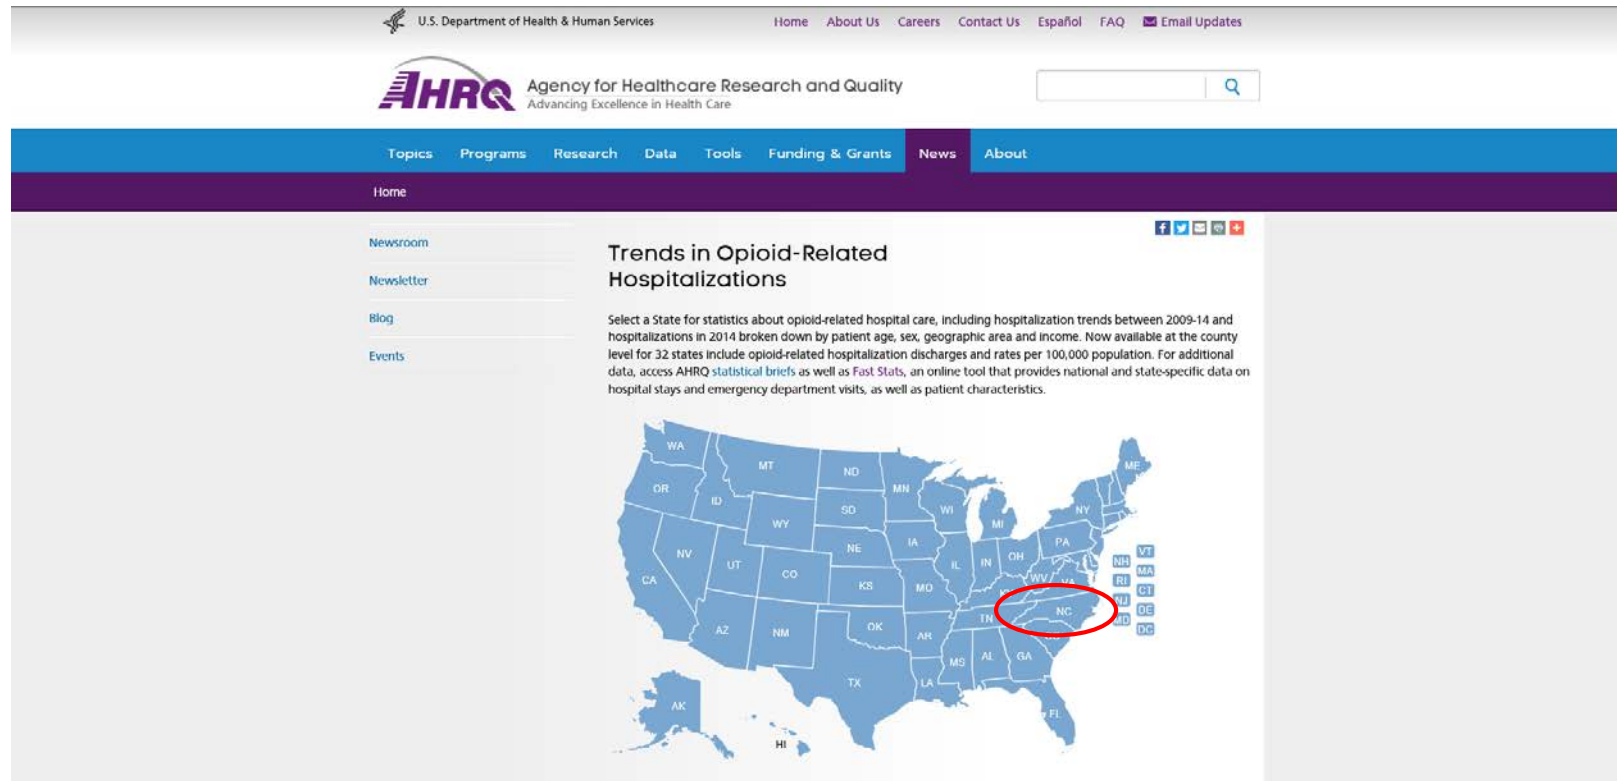 U.S. Department of Health & Human Services
Home About Us Careers Contact Us Español FAQ Email Updates
AHRQ
Agency for Healthcare Research and Quality
Advancing Excellence in Health Care
Topics Programs Research Data Tools Funding & Grants News About
Home
Newsroom
Newsletter
Blog
Events
Trends in Opioid-Related
Hospitalizations
Select a State for statistics about opioid-related hospital care, including hospitalization trends between 2009-14 and
hospitalizations in 2014 broken down by patient age, sex, geographic area and income. Now available at the county
level for 32 states include opioid-related hospitalization discharges and rates per 100,000 population. For additional
data, access AHRQ statistical briefs as well as Fast Stats, an online tool that provides national and state-specific data on
hospital stays and emergency department visits, as well as patient characteristics.
WA
MT ND
ME
OR ID
MN
SD WI NY
WY MI
NE IA PA
NV UT CO IL IN OH
VT
NH
MA
CA KS MO WV VA
RI
CT
KY
NJ
NC
DE
TN
MD
AZ NM OK AR SC
DC
MS AL GA
TX LA
AK
FL
HI